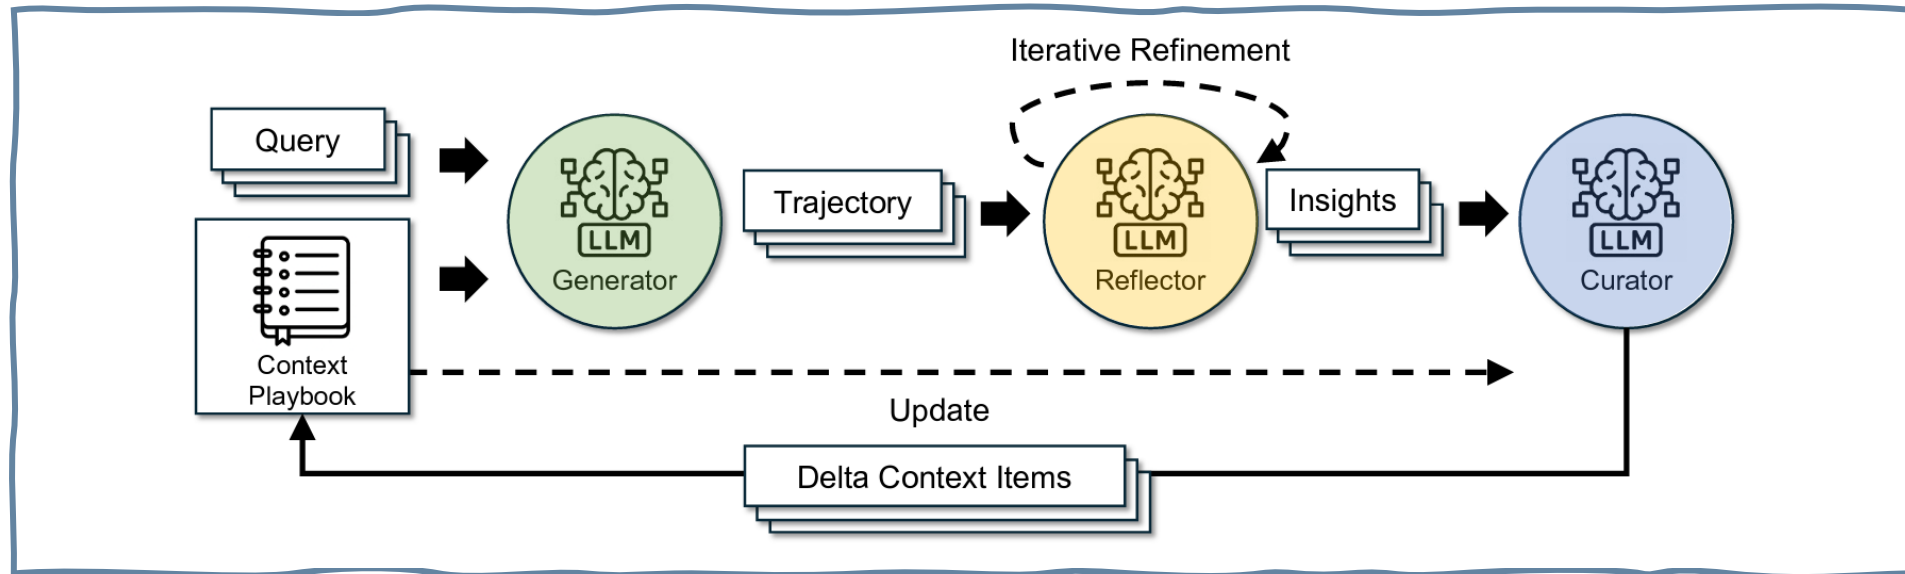 Iterative Refinement
Query
Trajectory
Insights
LLM
Generator
LLM
Reflector
LLM
Curator
Context
Playbook
Update
Delta Context Items